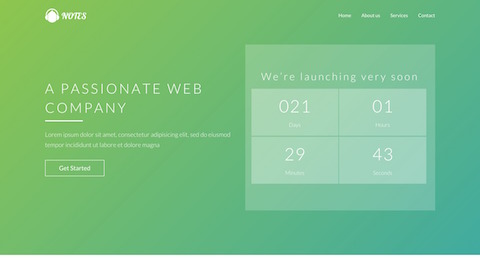 NOTES
Home About us Services Contact
A PASSIONATE WEB
COMPANY
Lorem ipsum dolor sit amet, consectetur adipisicing elit, sed do eiusmod
tempor incididunt ut labore et dolore magna
Get Started
We're launching very soon
021 01
Days Hours
29 43
Minutes Seconds